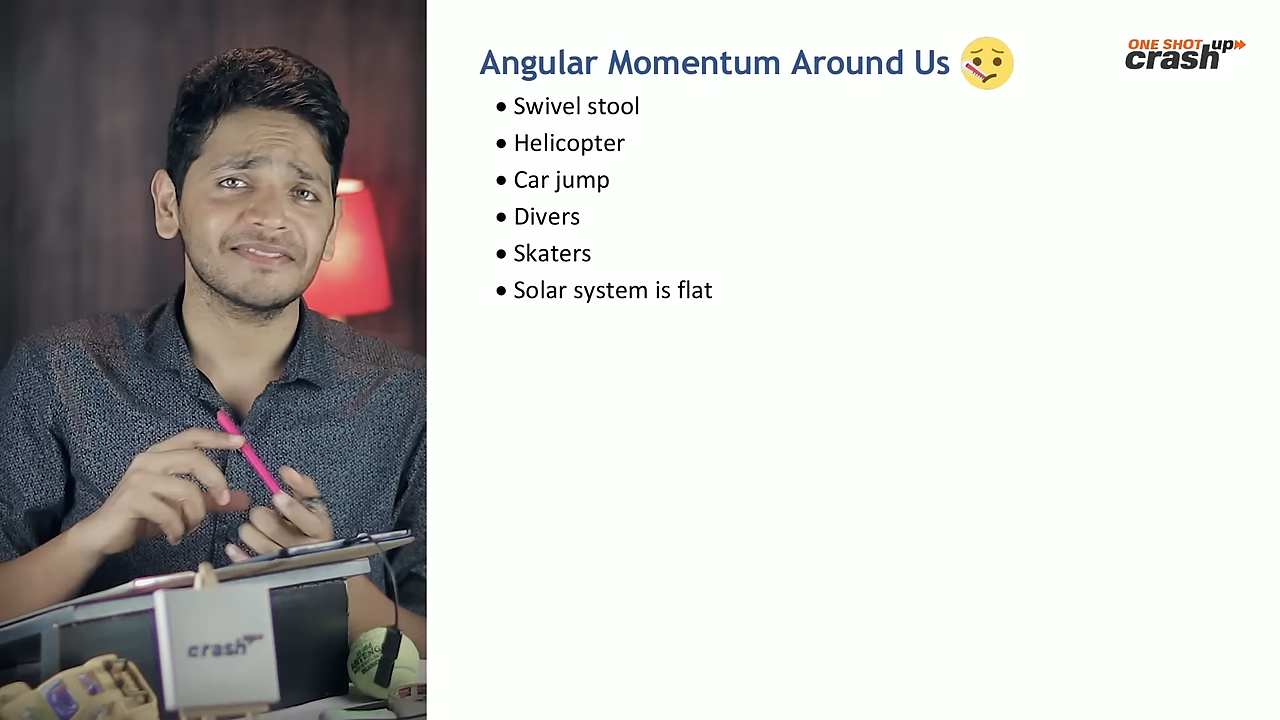 Angular Momentum Around Us
• Swivel stool
• Helicopter
• Car jump
• Divers
• Skaters
• Solar system is flat
ONE SHOT
crash up
crash